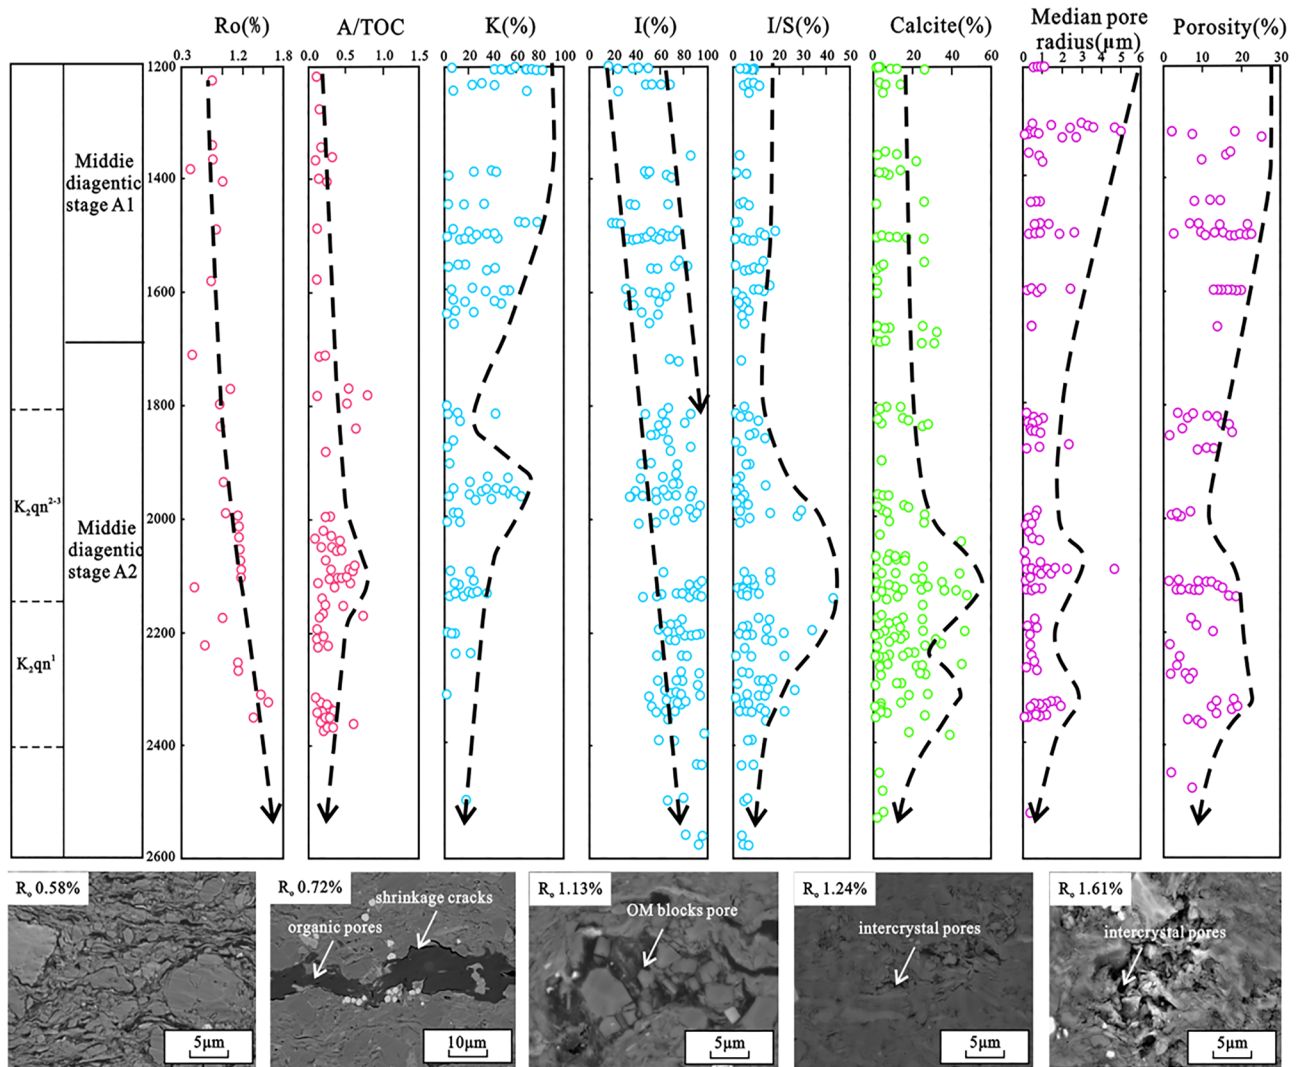 Ro(%) A/TOC K(%) I(%) I/S(%) Calcite(%) Median pore Porosity(%)
radius(μm)
0.3 1.2 1.8 0.0 0.5 1.0 1.5 0 20 40 60 80 100 0 20 40 60 80 100 0 10 20 30 40 50 0 20 40 60 0 1 2 3 4 5 6 0 10 20 30
1200
Middie
diagentic
stage A1
1400
1600
1800
K₂qn²⁻³
2000
Middie
diagentic
stage A2
2200
K₂qn¹
2400
2600
Rₒ 0.58%
5μm
Rₒ 0.72%
shrinkage cracks
organic pores
10μm
Rₒ 1.13%
OM blocks pore
5μm
Rₒ 1.24%
intercrystal pores
5μm
Rₒ 1.61%
intercrystal pores
5μm